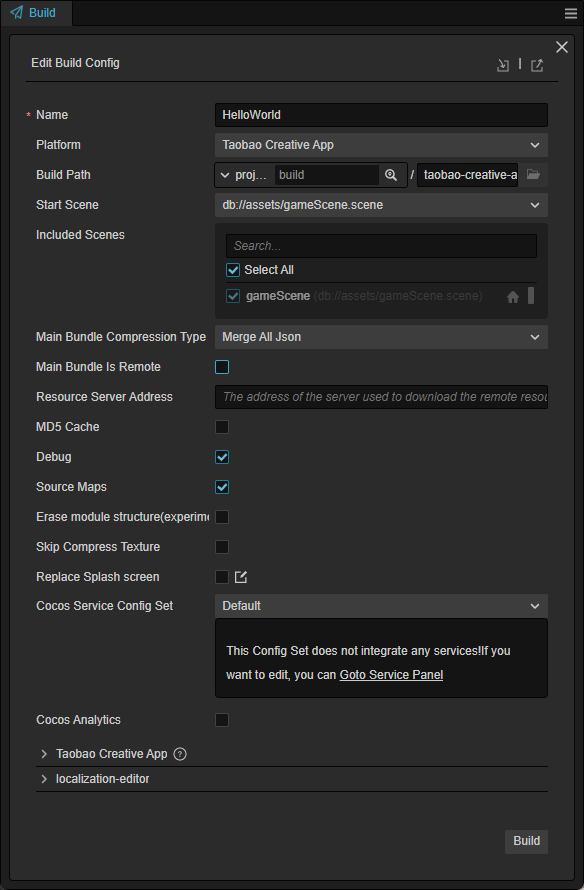 Build
Edit Build Config
* Name HelloWorld
Platform Taobao Creative App
Build Path proj... build / taobao-creative-a
Start Scene db://assets/gameScene.scene
Included Scenes
Search...
Select All
gameScene (db://assets/gameScene.scene)
Main Bundle Compression Type Merge All Json
Main Bundle Is Remote
Resource Server Address The address of the server used to download the remote resou
MD5 Cache
Debug
Source Maps
Erase module structure(experime
Skip Compress Texture
Replace Splash screen
Cocos Service Config Set Default
This Config Set does not integrate any services!If you
want to edit, you can Goto Service Panel
Cocos Analytics
Taobao Creative App ?
localization-editor
Build